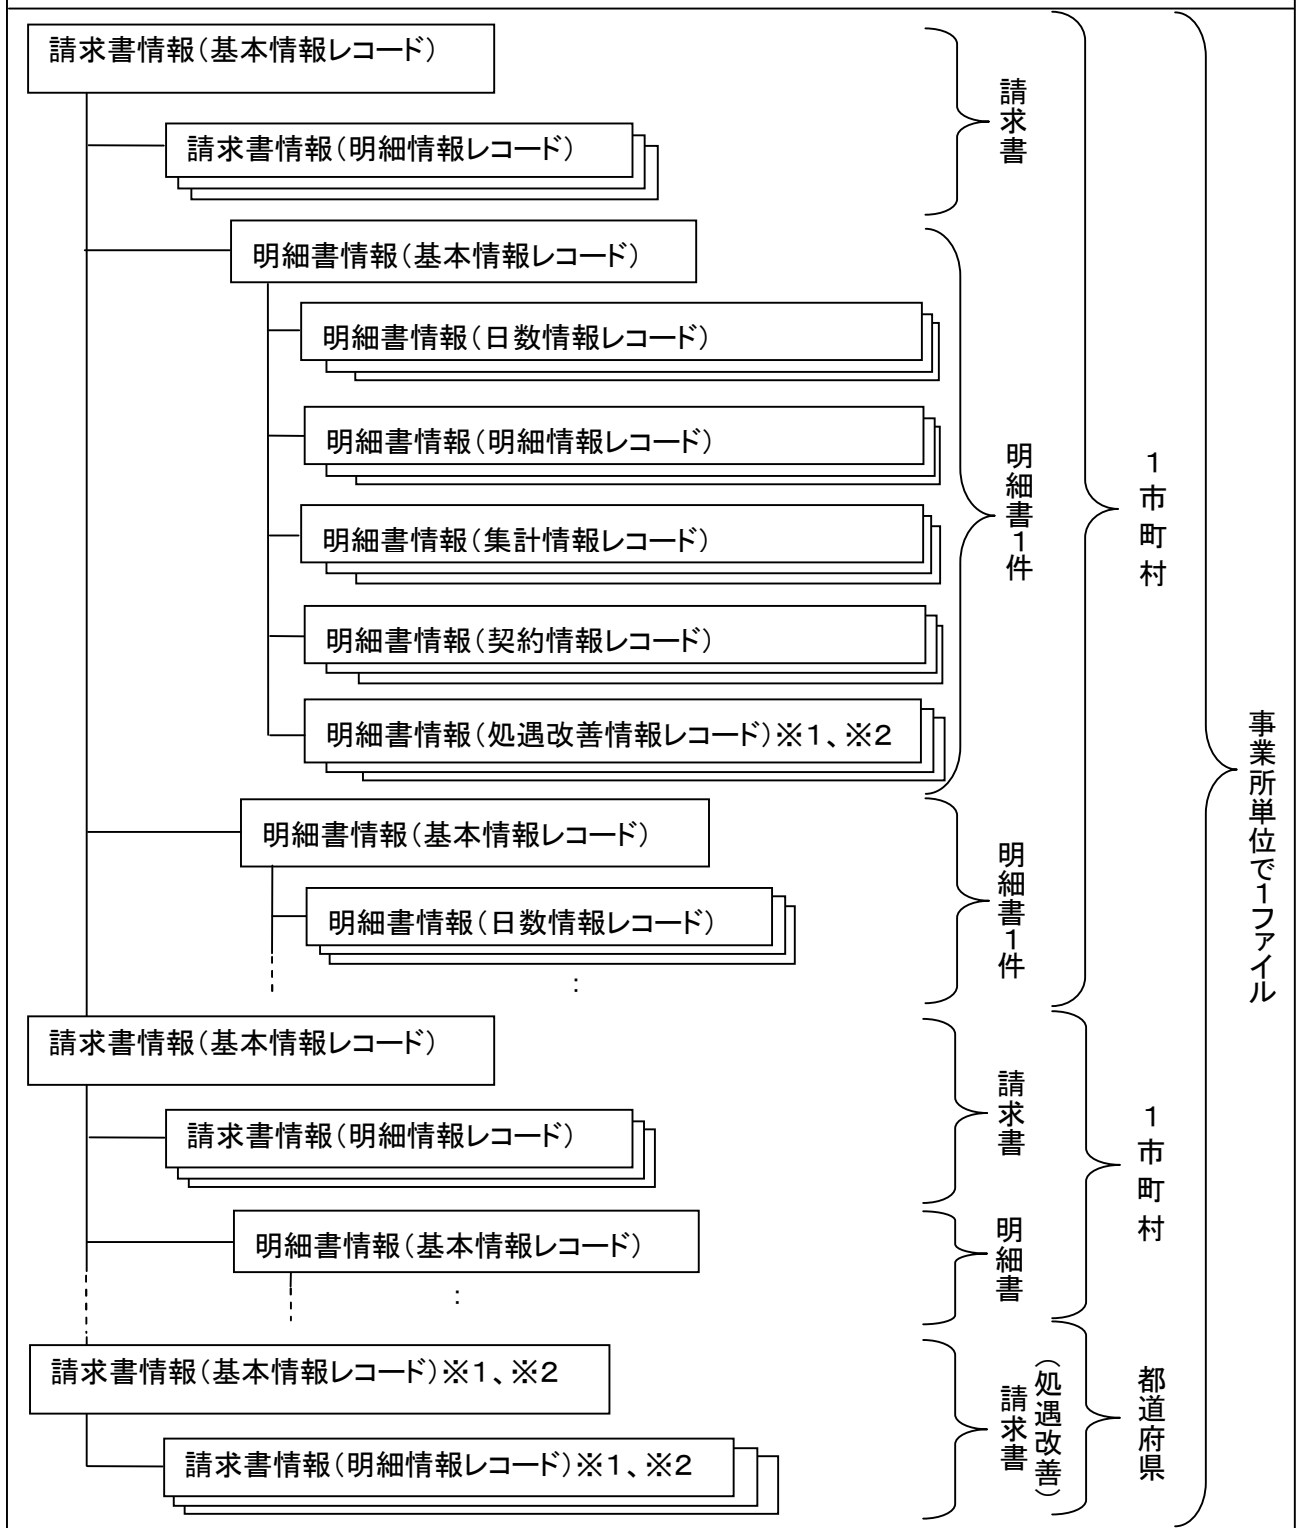 請求書情報(基本情報レコード)
請求書情報(明細情報レコード)
請求書
明細書情報(基本情報レコード)
明細書情報(日数情報レコード)
明細書情報(明細情報レコード)
明細書情報(集計情報レコード)
明細書情報(契約情報レコード)
明細書情報(処遇改善情報レコード)※1、※2
明細書1件
明細書情報(基本情報レコード)
明細書情報(日数情報レコード)
:
明細書1件
1市町村
請求書情報(基本情報レコード)
請求書情報(明細情報レコード)
請求書
明細書情報(基本情報レコード)
:
明細書
1市町村
請求書情報(基本情報レコード)※1、※2
請求書情報(明細情報レコード)※1、※2
(処遇改善)
請求書
都道府県
事業所単位で1ファイル